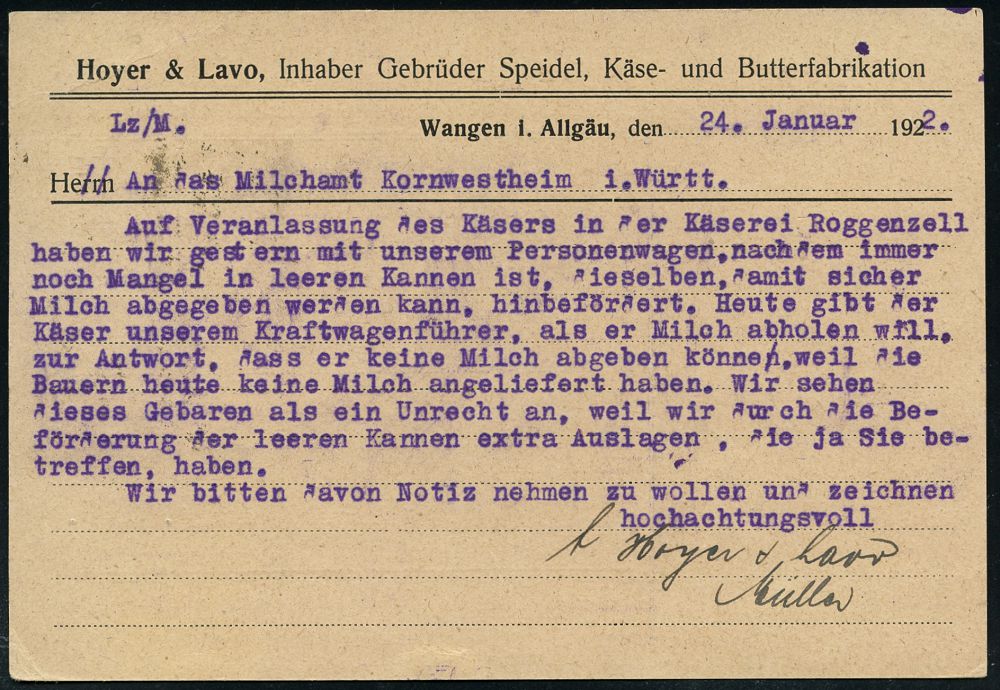 Hoyer & Lavo, Inhaber Gebrüder Speidel, Käse- und Butterfabrikation
Lz/M.
Wangen i. Allgäu, den 24. Januar 1922.
Herrn An das Milchamt Kornwestheim i.Württ.
Auf Veranlassung des Käsers in der Käserei Roggenzell
haben wir gestern mit unserem Personenwagen,nachdem immer
noch Mangel in leeren Kannen ist, dieselben,damit sicher
Milch abgegeben werden kann, hinbefördert. Heute gibt der
Käser unserem Kraftwagenführer, als er Milch abholen will,
zur Antwort, dass er keine Milch abgeben könne,weil die
Bauern heute keine Milch angeliefert haben. Wir sehen
dieses Gebaren als ein Unrecht an, weil wir durch die Be-
förderung der leeren Kannen extra Auslagen , die ja Sie be-
treffen, haben.
Wir bitten davon Notiz nehmen zu wollen und zeichnen
hochachtungsvoll
Hoyer & Lavo
Müller